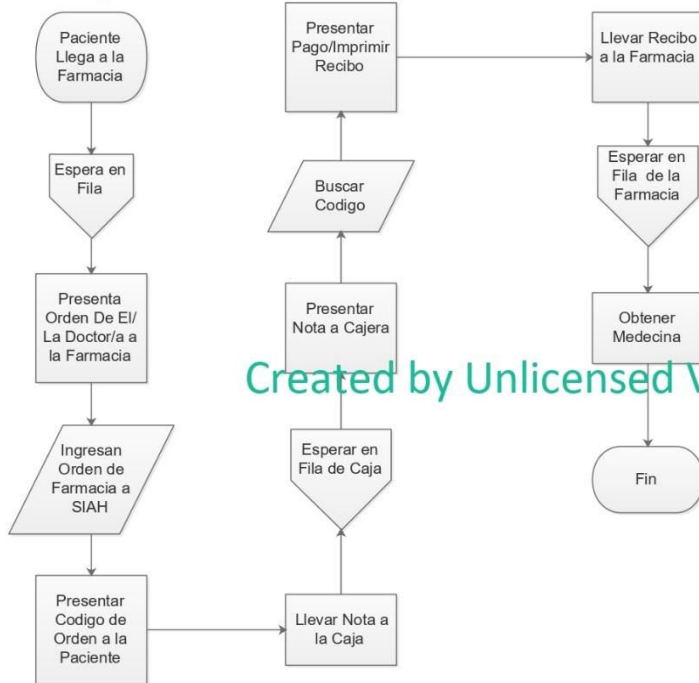 Paciente
Llega a la
Farmacia
Espera en
Fila
Presenta
Orden De El/
La Doctor/a a
la Farmacia
Ingresan
Orden de
Farmacia a
SIAH
Presentar
Codigo de
Orden a la
Paciente
Llevar Nota a
la Caja
Esperar en
Fila de Caja
Presentar
Nota a Cajera
Buscar
Codigo
Presentar
Pago/Imprimir
Recibo
Llevar Recibo
a la Farmacia
Esperar en
Fila de la
Farmacia
Obtener
Medecina
Fin
Created by Unlicensed V